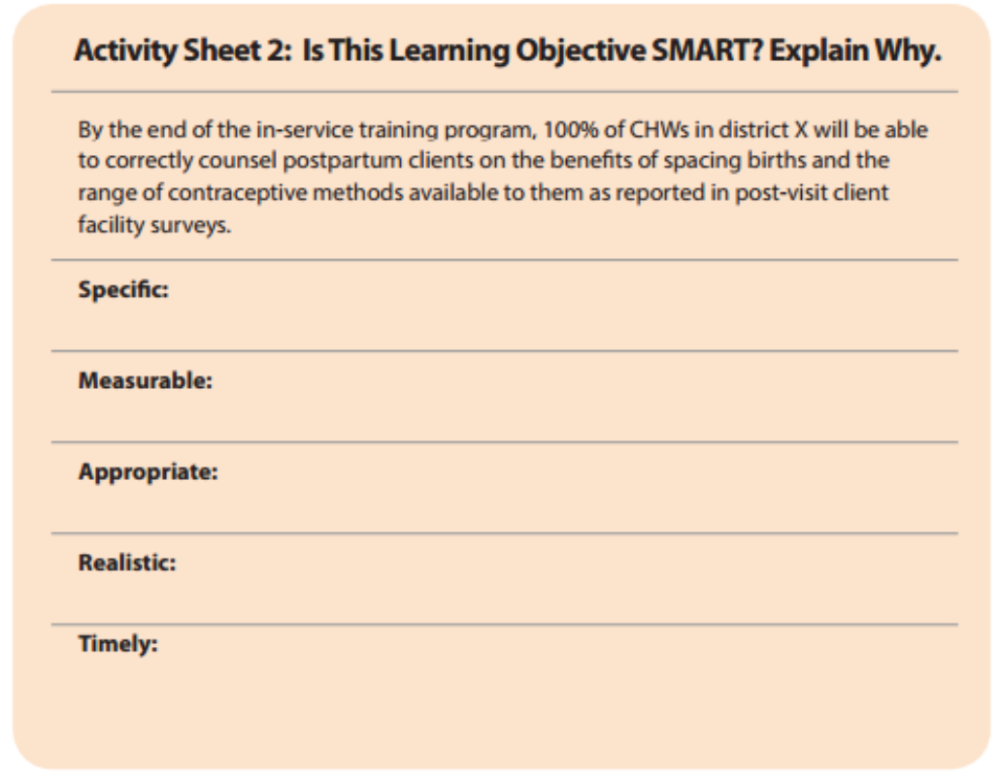 Activity Sheet 2: Is This Learning Objective SMART? Explain Why.
By the end of the in-service training program, 100% of CHWs in district X will be able
to correctly counsel postpartum clients on the benefits of spacing births and the
range of contraceptive methods available to them as reported in post-visit client
facility surveys.
Specific:
Measurable:
Appropriate:
Realistic:
Timely: